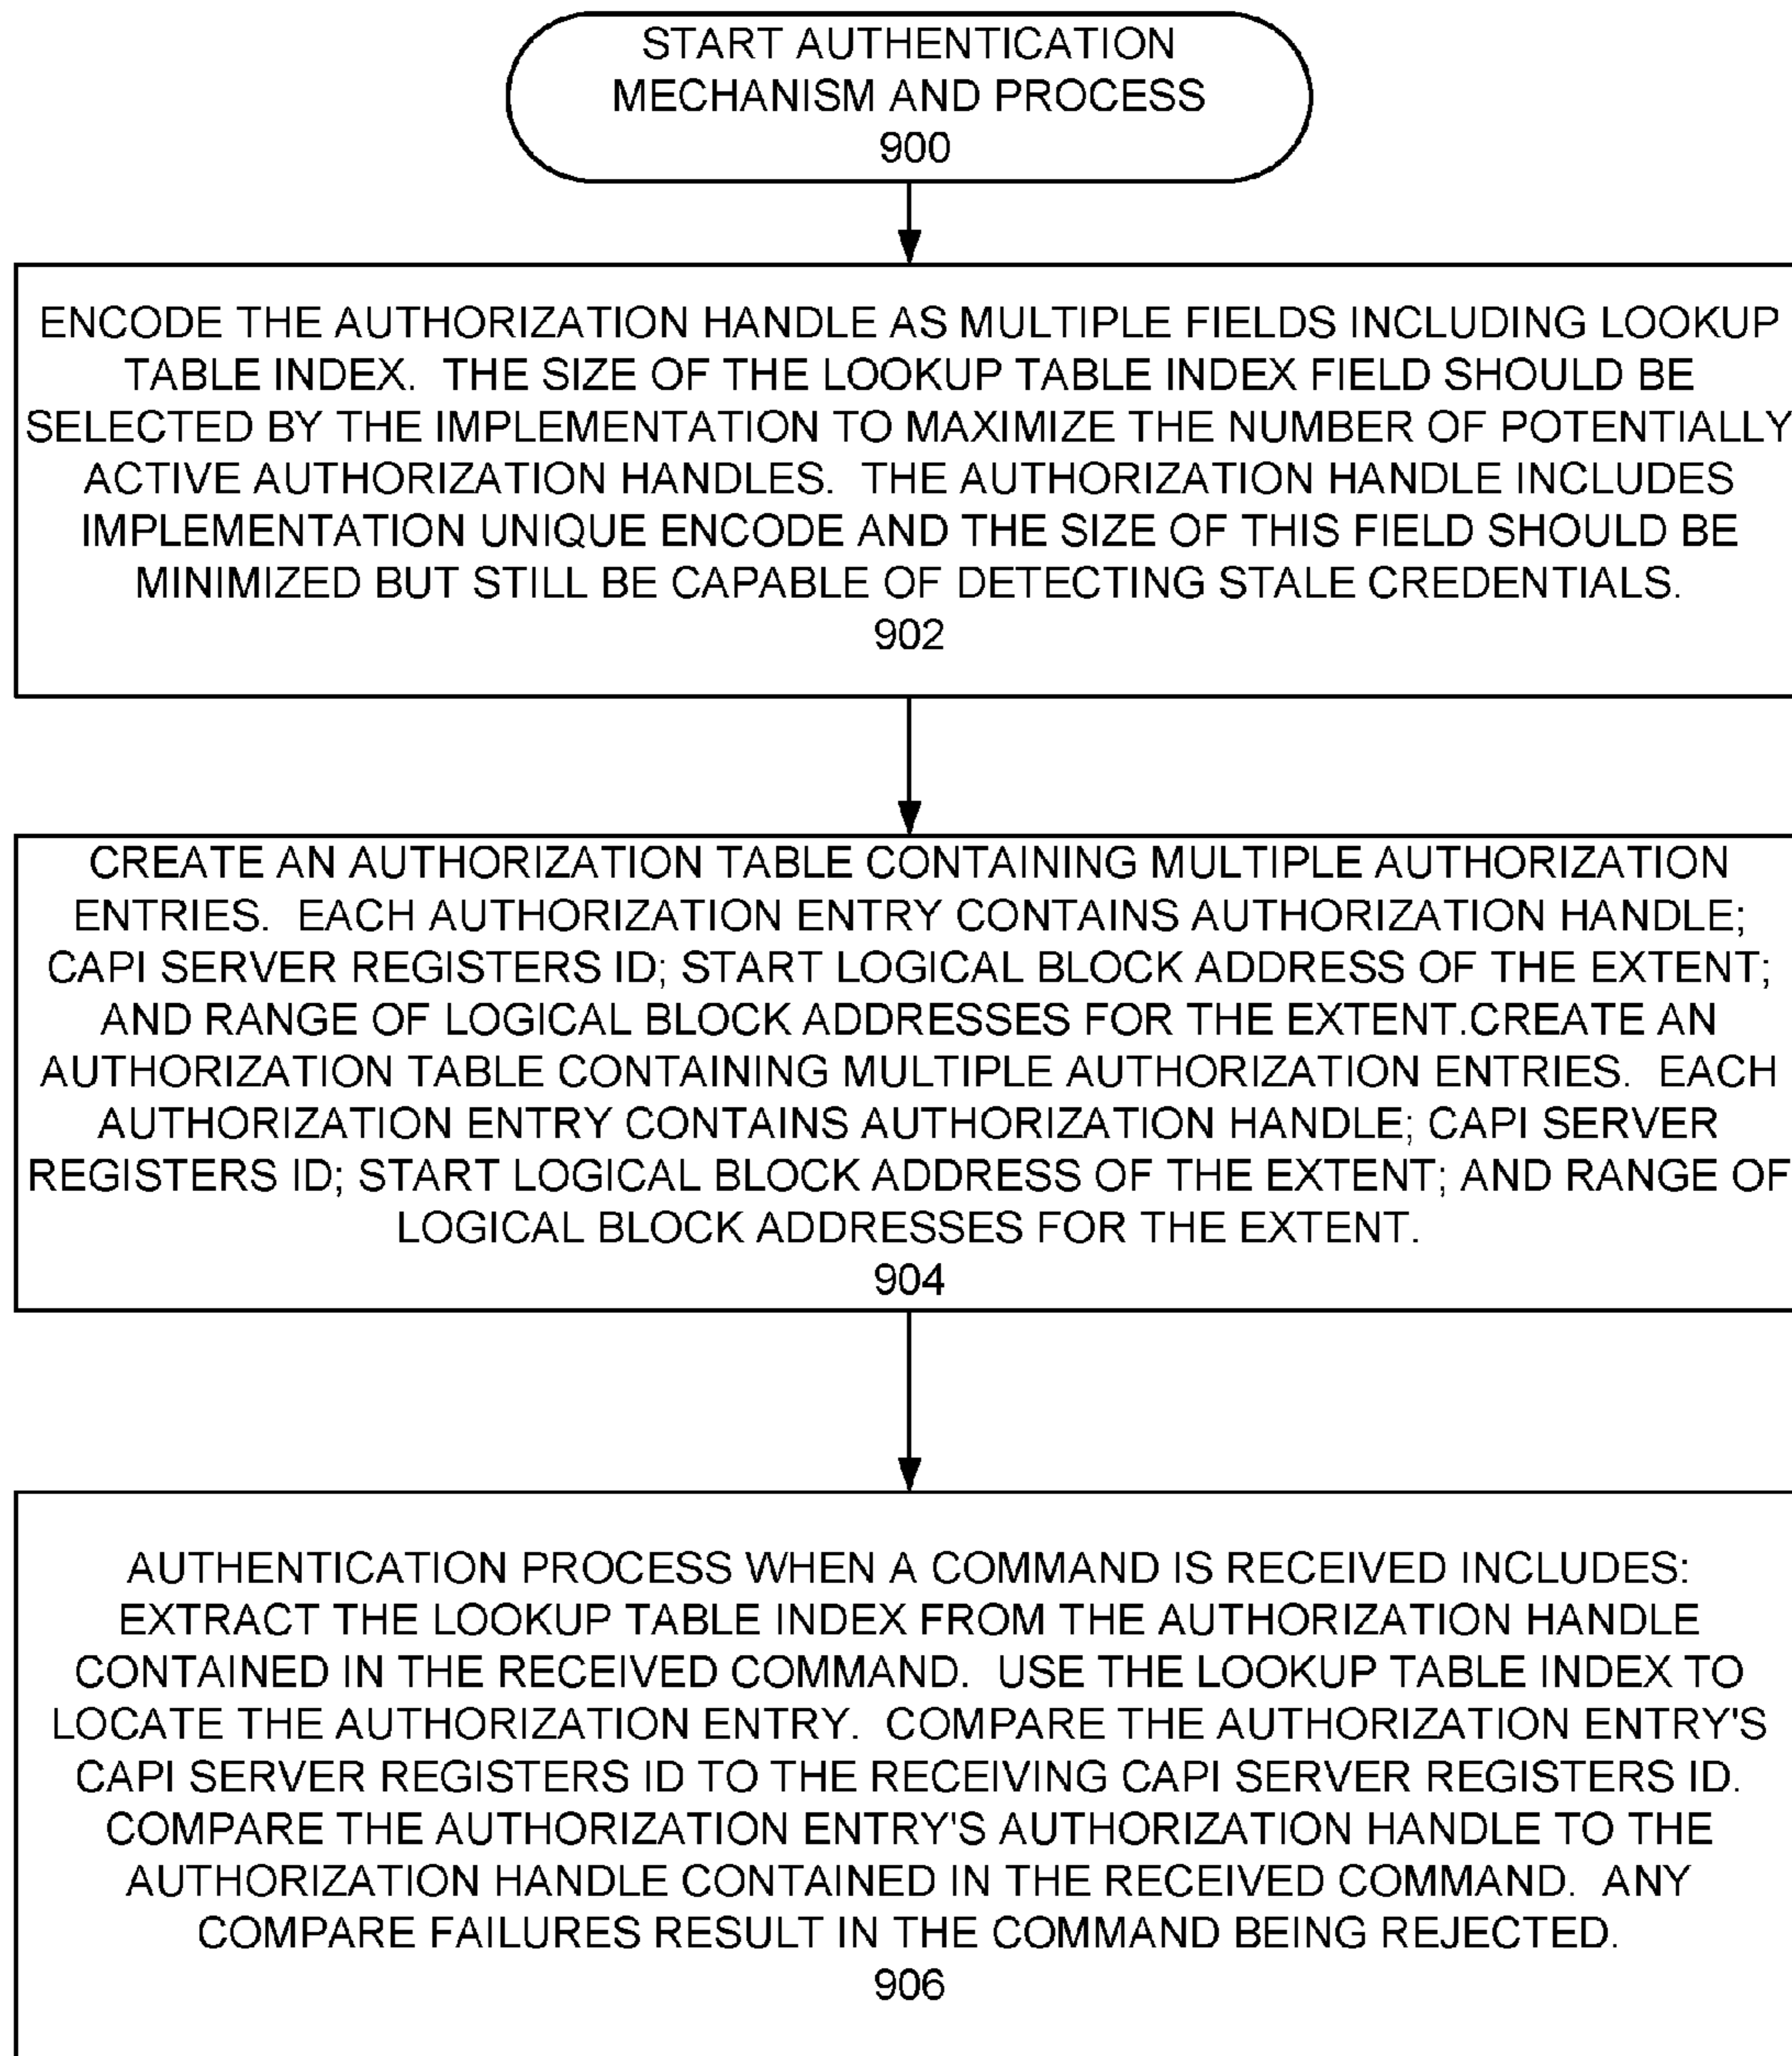 START AUTHENTICATION
MECHANISM AND PROCESS
900
ENCODE THE AUTHORIZATION HANDLE AS MULTIPLE FIELDS INCLUDING LOOKUP
TABLE INDEX. THE SIZE OF THE LOOKUP TABLE INDEX FIELD SHOULD BE
SELECTED BY THE IMPLEMENTATION TO MAXIMIZE THE NUMBER OF POTENTIALLY
ACTIVE AUTHORIZATION HANDLES. THE AUTHORIZATION HANDLE INCLUDES
IMPLEMENTATION UNIQUE ENCODE AND THE SIZE OF THIS FIELD SHOULD BE
MINIMIZED BUT STILL BE CAPABLE OF DETECTING STALE CREDENTIALS.
902
CREATE AN AUTHORIZATION TABLE CONTAINING MULTIPLE AUTHORIZATION
ENTRIES. EACH AUTHORIZATION ENTRY CONTAINS AUTHORIZATION HANDLE;
CAPI SERVER REGISTERS ID; START LOGICAL BLOCK ADDRESS OF THE EXTENT;
AND RANGE OF LOGICAL BLOCK ADDRESSES FOR THE EXTENT.CREATE AN
AUTHORIZATION TABLE CONTAINING MULTIPLE AUTHORIZATION ENTRIES. EACH
AUTHORIZATION ENTRY CONTAINS AUTHORIZATION HANDLE; CAPI SERVER
REGISTERS ID; START LOGICAL BLOCK ADDRESS OF THE EXTENT; AND RANGE OF
LOGICAL BLOCK ADDRESSES FOR THE EXTENT.
904
AUTHENTICATION PROCESS WHEN A COMMAND IS RECEIVED INCLUDES:
EXTRACT THE LOOKUP TABLE INDEX FROM THE AUTHORIZATION HANDLE
CONTAINED IN THE RECEIVED COMMAND. USE THE LOOKUP TABLE INDEX TO
LOCATE THE AUTHORIZATION ENTRY. COMPARE THE AUTHORIZATION ENTRY'S
CAPI SERVER REGISTERS ID TO THE RECEIVING CAPI SERVER REGISTERS ID.
COMPARE THE AUTHORIZATION ENTRY'S AUTHORIZATION HANDLE TO THE
AUTHORIZATION HANDLE CONTAINED IN THE RECEIVED COMMAND. ANY
COMPARE FAILURES RESULT IN THE COMMAND BEING REJECTED.
906